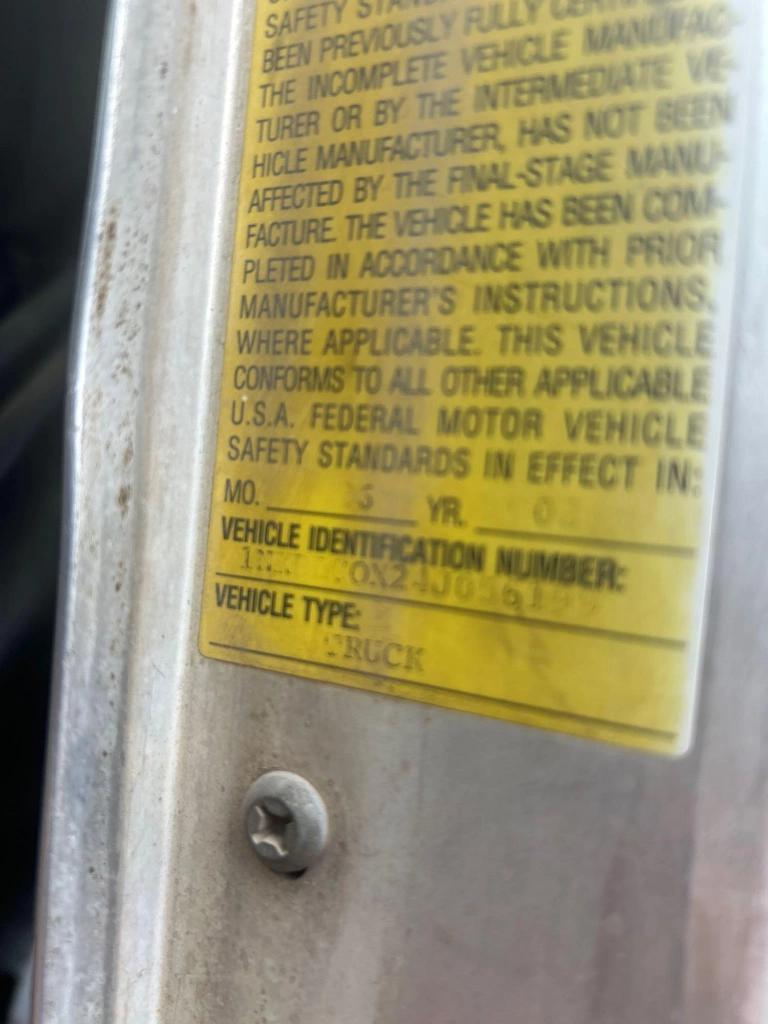 SAFETY STAND
BEEN PREVIOUSLY FULLY
THE INCOMPLETE VEHICLE MANUFAC-
TURER OR BY THE INTERMEDIATE VE-
HICLE MANUFACTURER, HAS NOT BEEN
AFFECTED BY THE FINAL-STAGE MANU-
FACTURE. THE VEHICLE HAS BEEN COM-
PLETED IN ACCORDANCE WITH PRIOR
MANUFACTURER'S INSTRUCTIONS,
WHERE APPLICABLE. THIS VEHICLE
CONFORMS TO ALL OTHER APPLICABLE
U.S.A. FEDERAL MOTOR VEHICLE
SAFETY STANDARDS IN EFFECT IN:
MO. YR.
VEHICLE IDENTIFICATION NUMBER:
VEHICLE TYPE:
TRUCK